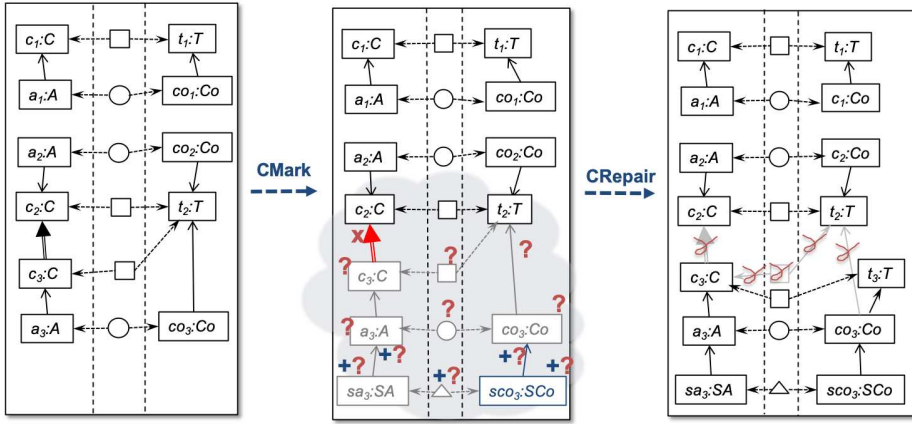 c₁:C t₁:T
a₁:A co₁:Co
a₂:A co₂:Co
c₂:C t₂:T
c₃:C
a₃:A co₃:Co
CMark
c₁:C t₁:T
a₁:A co₁:Co
a₂:A co₂:Co
c₂:C t₂:T
x ?
? c₃:C ?
? a₃:A ? co₃:Co ?
+? +? +? +? +?
sa₃:SA sco₃:SCo
CRepair
c₁:C t₁:T
a₁:A c₁:Co
a₂:A c₂:Co
c₂:C t₂:T
c₃:C t₃:T
a₃:A co₃:Co
sa₃:SA sco₃:SCo